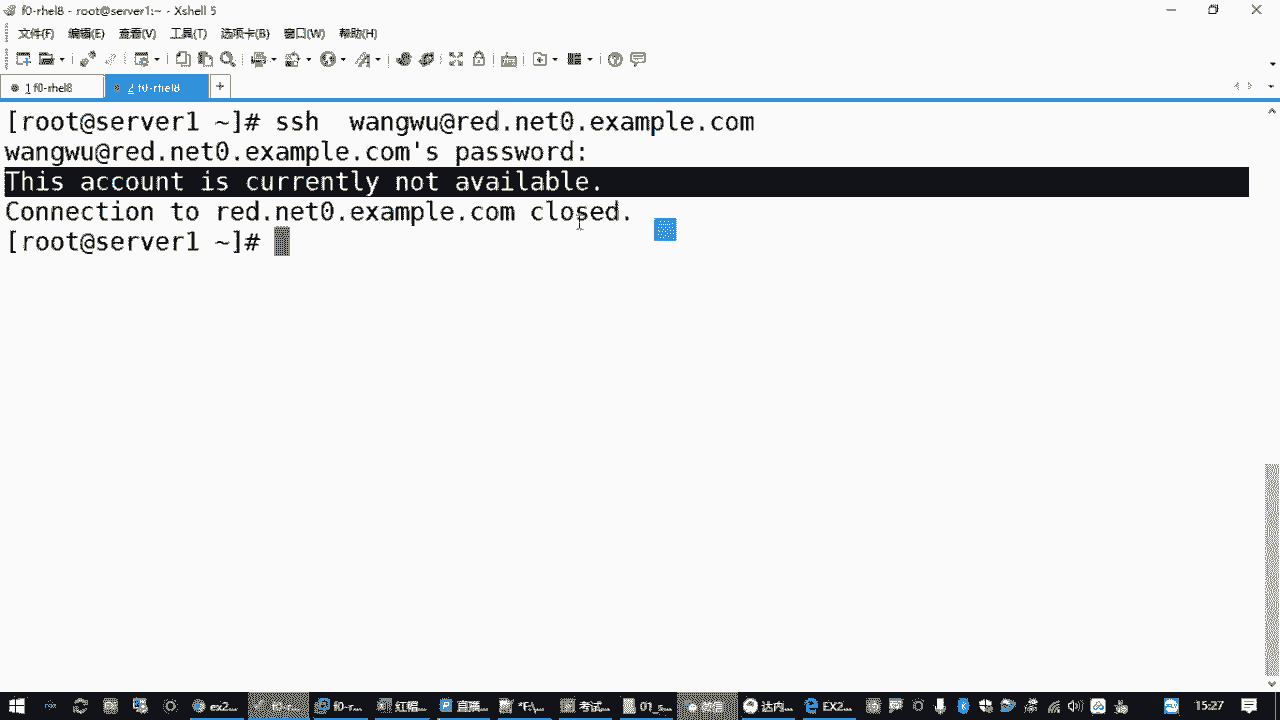 f0-rhel8 - root@server1:~ - Xshell 5
文件(F) 编辑(E) 查看(V) 工具(T) 选项卡(B) 窗口(W) 帮助(H)
1 f0-rhel8 2 f0-rhel8 +
[root@server1 ~]# ssh  wangwu@red.net0.example.com
wangwu@red.net0.example.com's password:
This account is currently not available.
Connection to red.net0.example.com closed.
[root@server1 ~]#
ex2... f0-r... 红帽... 直播... 考试... 01_s... 达内... EX2... 15:27